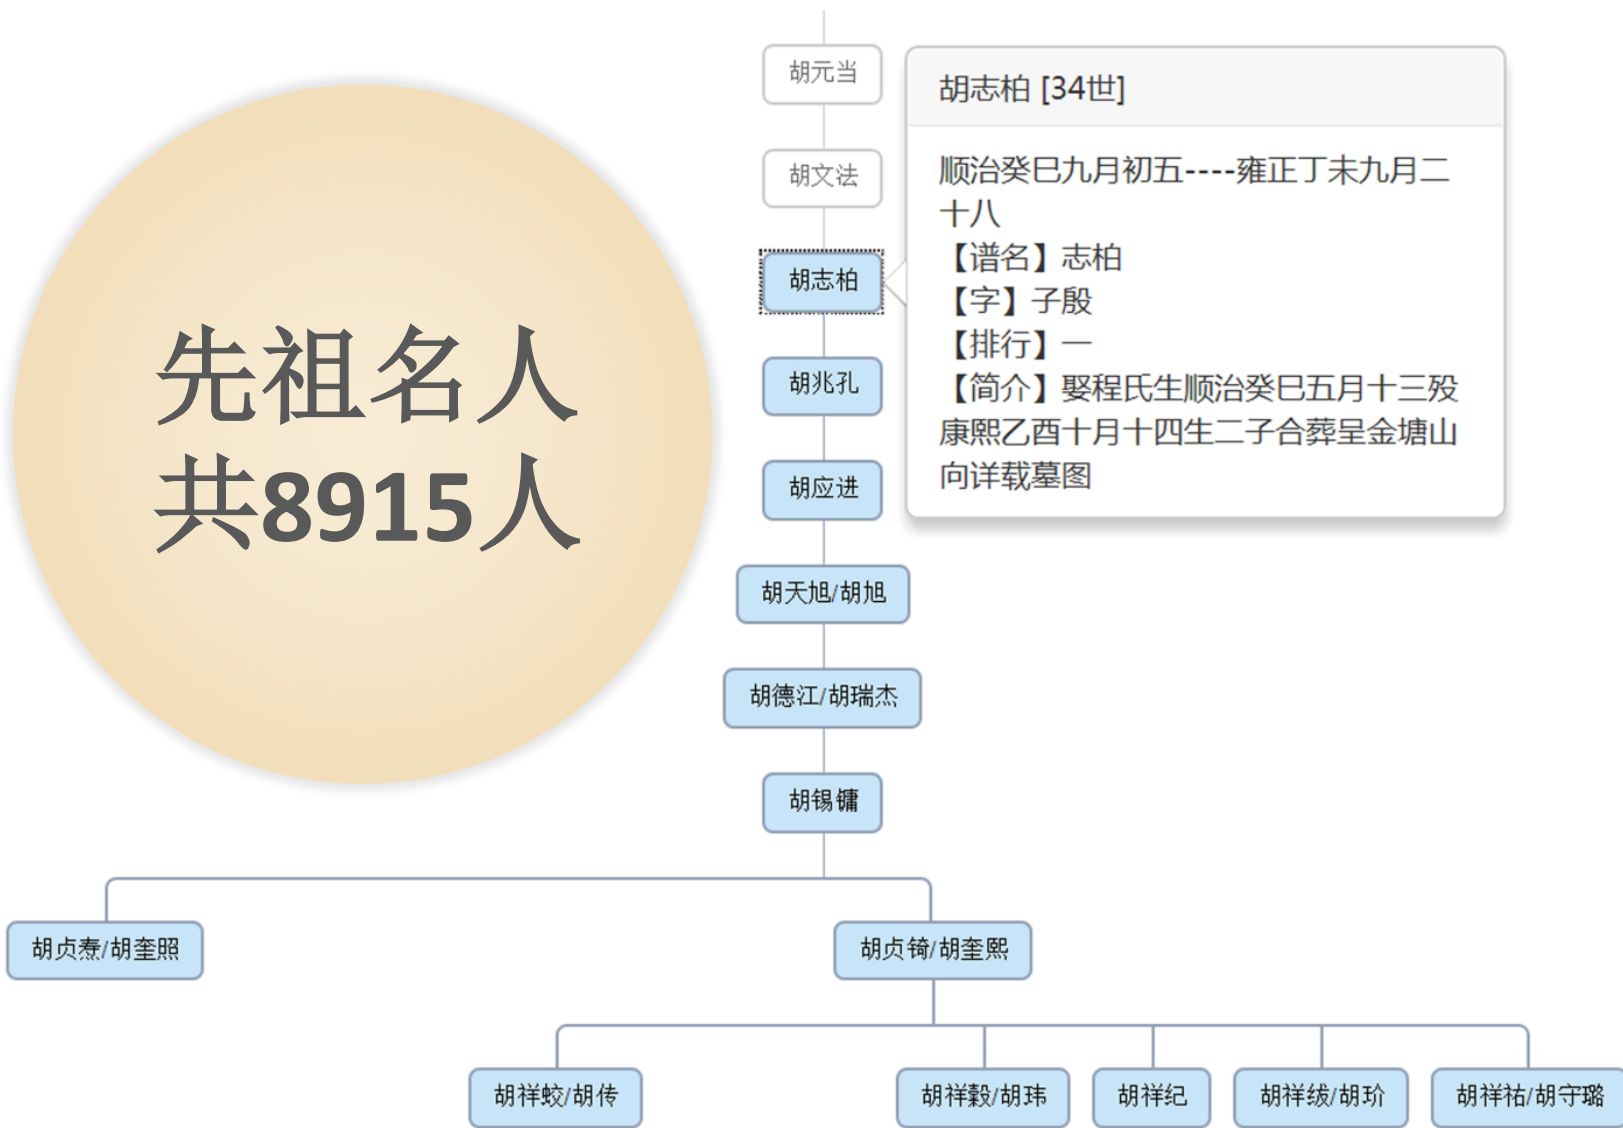 先祖名人
共8915人
胡元当
胡文法
胡志柏
胡兆孔
胡应进
胡天旭/胡旭
胡德江/胡瑞杰
胡锡镛
胡贞焘/胡奎照
胡贞锜/胡奎熙
胡祥蛟/胡传
胡祥毅/胡玮
胡祥纪
胡祥绂/胡玠
胡祥祐/胡守璐
胡志柏 [34世]
顺治癸巳九月初五----雍正丁未九月二
十八
【谱名】志柏
【字】子殷
【排行】一
【简介】娶程氏生顺治癸巳五月十三殁
康熙乙酉十月十四生二子合葬呈金塘山
向详载墓图